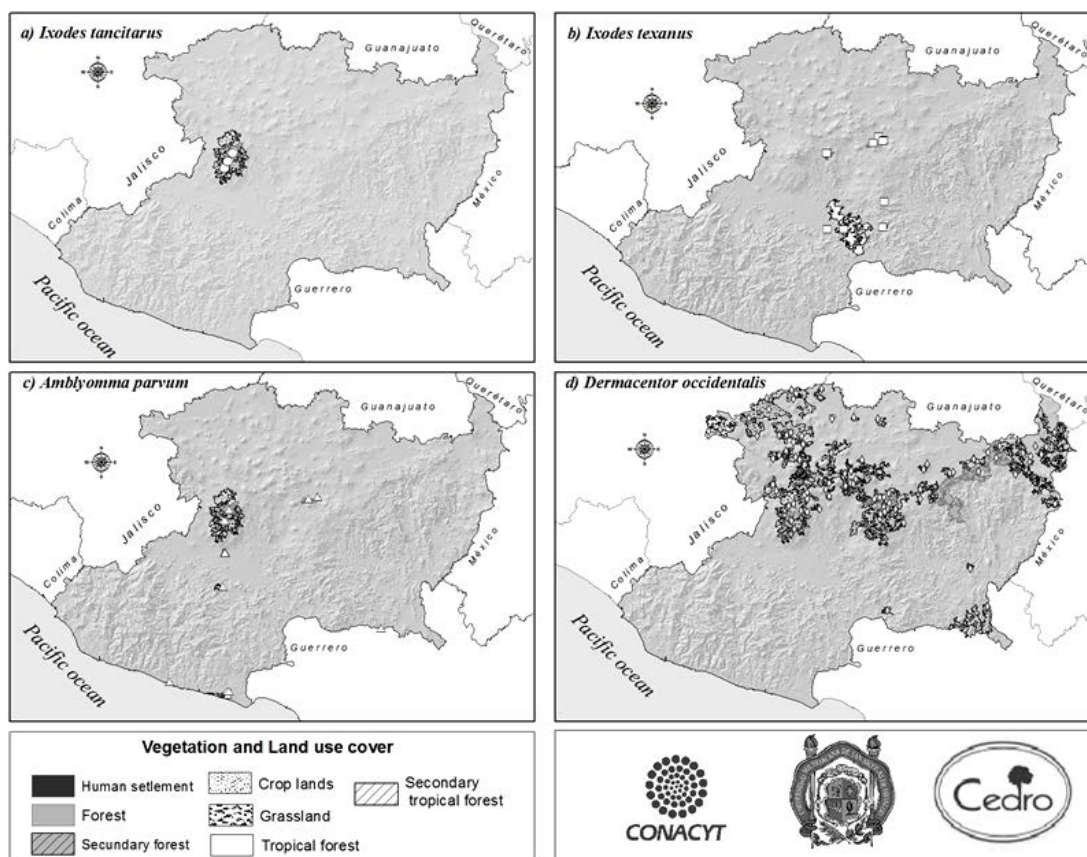 a) Ixodes tancitarus
Guanajuato
Querétaro
Jalisco
Colima
México
Guerrero
Pacific ocean
b) Ixodes texanus
Guanajuato
Querétaro
Jalisco
Colima
México
Guerrero
Pacific ocean
c) Amblyomma parvum
Guanajuato
Querétaro
Jalisco
Colima
México
Guerrero
Pacific ocean
d) Dermacentor occidentalis
Guanajuato
Querétaro
Jalisco
Colima
México
Guerrero
Pacific ocean
Vegetation and Land use cover
Human setlement
Crop lands
Secondary
tropical forest
Forest
Grassland
Secundary forest
Tropical forest
CONACYT
Cedro